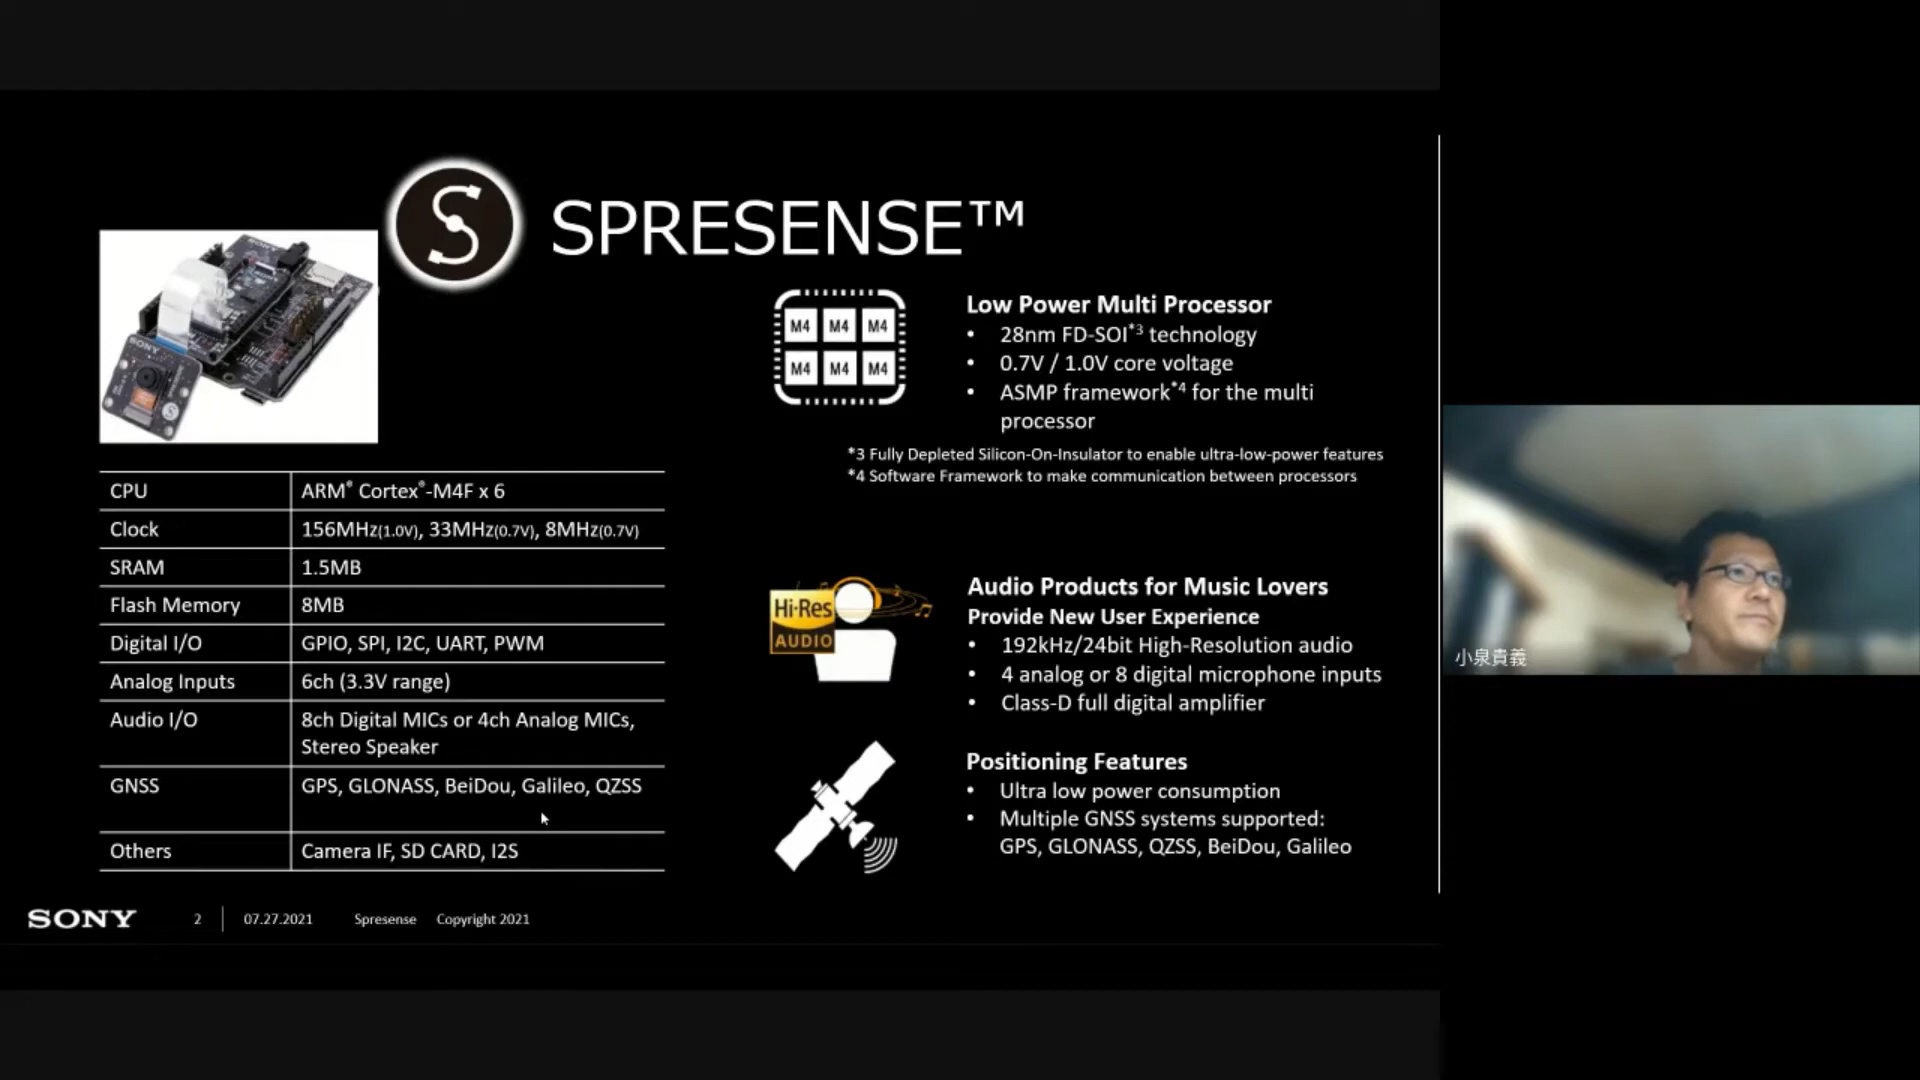 SPRESENSE™
SONY
M4 M4 M4
M4 M4 M4
Low Power Multi Processor
• 28nm FD-SOI*3 technology
• 0.7V / 1.0V core voltage
• ASMP framework*4 for the multi
processor
*3 Fully Depleted Silicon-On-Insulator to enable ultra-low-power features
*4 Software Framework to make communication between processors
CPU ARM® Cortex®-M4F x 6
Clock 156MHz(1.0V), 33MHz(0.7V), 8MHz(0.7V)
SRAM 1.5MB
Flash Memory 8MB
Digital I/O GPIO, SPI, I2C, UART, PWM
Analog Inputs 6ch (3.3V range)
Audio I/O 8ch Digital MICs or 4ch Analog MICs,
Stereo Speaker
GNSS GPS, GLONASS, BeiDou, Galileo, QZSS
Others Camera IF, SD CARD, I2S
Hi-Res
AUDIO
Audio Products for Music Lovers
Provide New User Experience
• 192kHz/24bit High-Resolution audio
• 4 analog or 8 digital microphone inputs
• Class-D full digital amplifier
Positioning Features
• Ultra low power consumption
• Multiple GNSS systems supported:
GPS, GLONASS, QZSS, BeiDou, Galileo
SONY 2 07.27.2021 Spresense Copyright 2021
小泉貴義